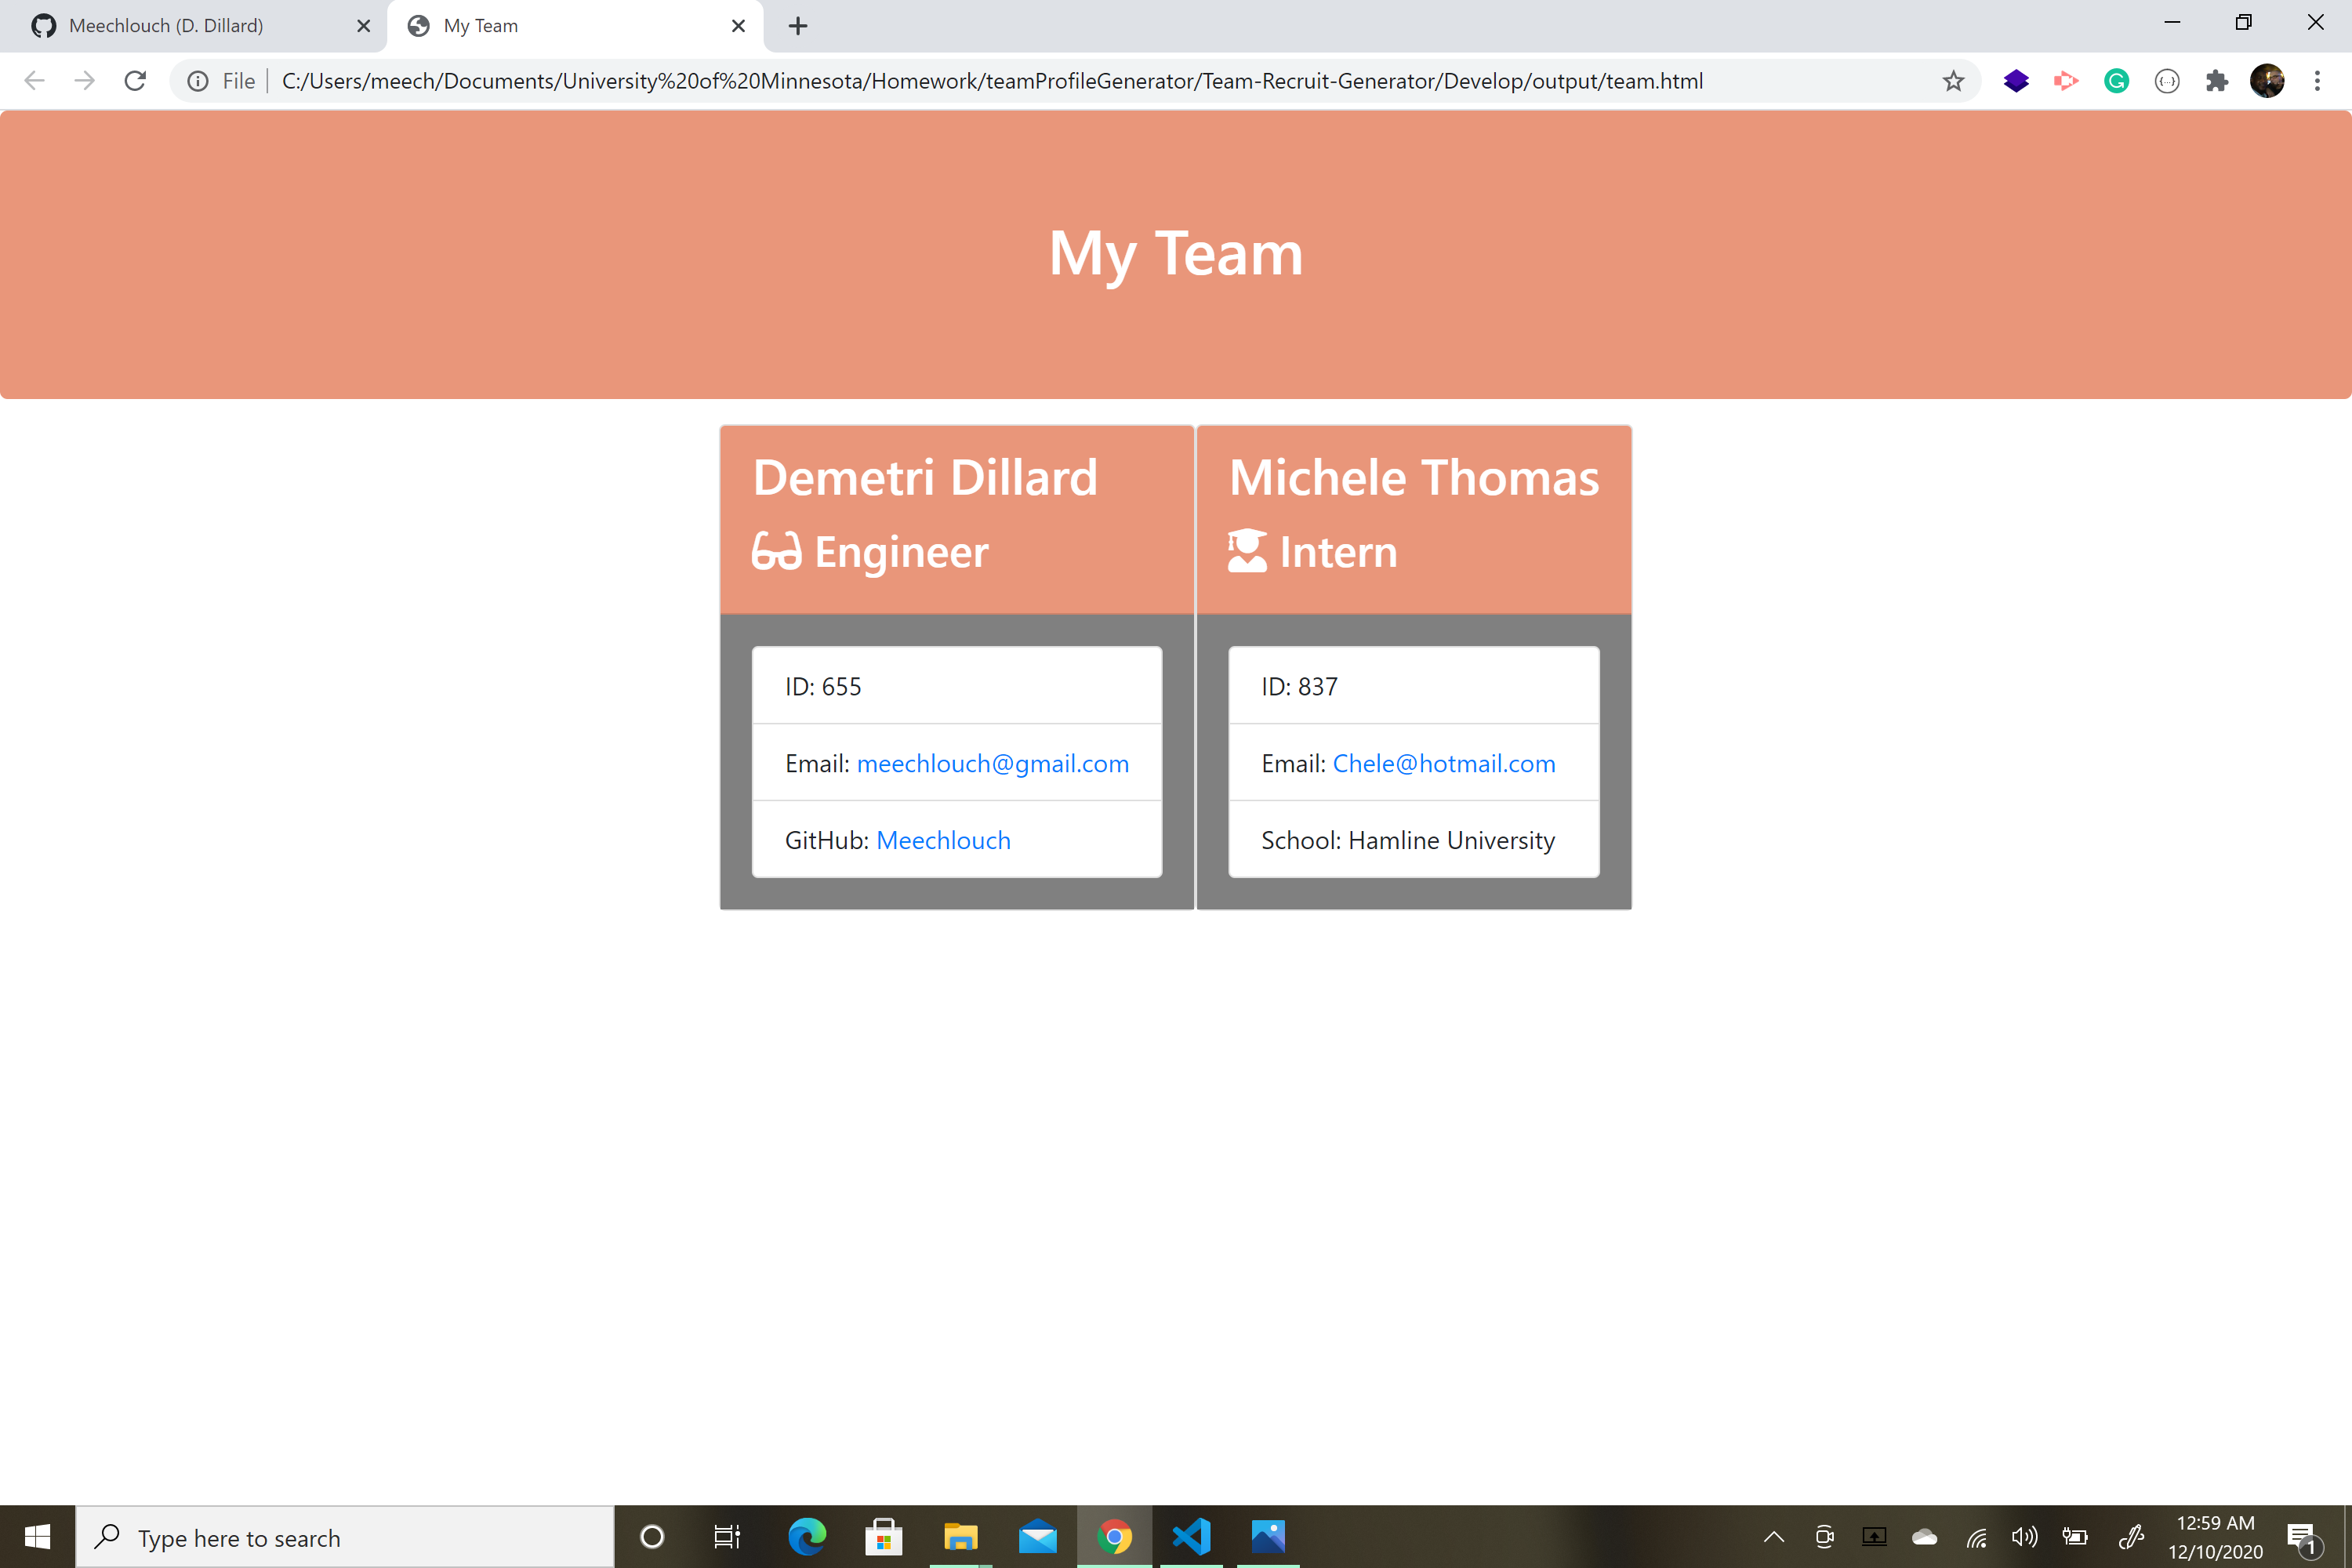 Meechlouch (D. Dillard)
My Team
File
C:/Users/meech/Documents/University%20of%20Minnesota/Homework/teamProfileGenerator/Team-Recruit-Generator/Develop/output/team.html
My Team
Demetri Dillard
Engineer
ID: 655
Email: meechlouch@gmail.com
GitHub: Meechlouch
Michele Thomas
Intern
ID: 837
Email: Chele@hotmail.com
School: Hamline University
Type here to search
12:59 AM
12/10/2020
1